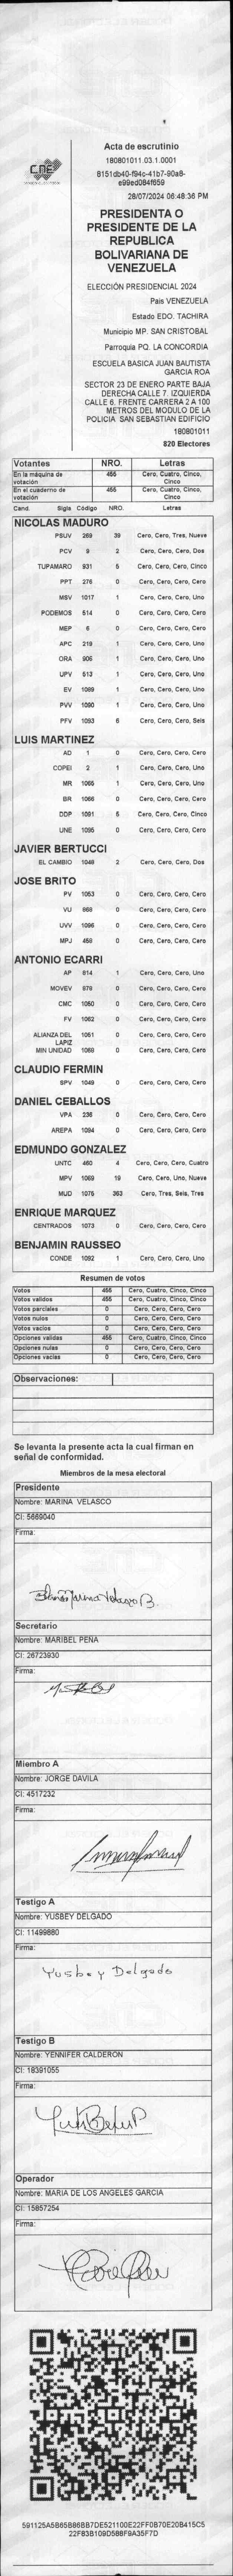 CNE
Acta de escrutinio
180801011.03.1.0001
8151db40-f94c-41b7-90a8-
e99ed084f659
28/07/2024 06:48:36 PM
PRESIDENTA O
PRESIDENTE DE LA
REPUBLICA
BOLIVARIANA DE
VENEZUELA
ELECCIÓN PRESIDENCIAL 2024
Pais VENEZUELA
Estado EDO. TACHIRA
Municipio MP. SAN CRISTOBAL
Parroquia PQ. LA CONCORDIA
ESCUELA BASICA JUAN BAUTISTA
GARCIA ROA
SECTOR 23 DE ENERO PARTE BAJA
DERECHA CALLE 7. IZQUIERDA
CALLE 6. FRENTE CARRERA 2 A 100
METROS DEL MODULO DE LA
POLICIA SAN SEBASTIAN EDIFICIO
180801011
820 Electores
Votantes NRO. Letras
En la máquina de votación 455 Cero, Cuatro, Cinco, Cinco
En el cuaderno de votación 455 Cero, Cuatro, Cinco, Cinco
Cand. Sigla Código NRO. Letras
NICOLAS MADURO
PSUV 269 39 Cero, Cero, Tres, Nueve
PCV 9 2 Cero, Cero, Cero, Dos
TUPAMARO 931 5 Cero, Cero, Cero, Cinco
PPT 276 0 Cero, Cero, Cero, Cero
MSV 1017 1 Cero, Cero, Cero, Uno
PODEMOS 514 0 Cero, Cero, Cero, Cero
MEP 6 0 Cero, Cero, Cero, Cero
APC 219 1 Cero, Cero, Cero, Uno
ORA 906 1 Cero, Cero, Cero, Uno
UPV 513 1 Cero, Cero, Cero, Uno
EV 1089 1 Cero, Cero, Cero, Uno
PVV 1090 1 Cero, Cero, Cero, Uno
PFV 1093 6 Cero, Cero, Cero, Seis
LUIS MARTINEZ
AD 1 0 Cero, Cero, Cero, Cero
COPEI 2 1 Cero, Cero, Cero, Uno
MR 1065 1 Cero, Cero, Cero, Uno
BR 1066 0 Cero, Cero, Cero, Cero
DDP 1091 5 Cero, Cero, Cero, Cinco
UNE 1095 0 Cero, Cero, Cero, Cero
JAVIER BERTUCCI
EL CAMBIO 1048 2 Cero, Cero, Cero, Dos
JOSE BRITO
PV 1053 0 Cero, Cero, Cero, Cero
VU 868 0 Cero, Cero, Cero, Cero
UVV 1096 0 Cero, Cero, Cero, Cero
MPJ 458 0 Cero, Cero, Cero, Cero
ANTONIO ECARRI
AP 814 1 Cero, Cero, Cero, Uno
MOVEV 879 0 Cero, Cero, Cero, Cero
CMC 1050 0 Cero, Cero, Cero, Cero
FV 1082 0 Cero, Cero, Cero, Cero
ALIANZA DEL LAPIZ 1051 0 Cero, Cero, Cero, Cero
MIN UNIDAD 1088 0 Cero, Cero, Cero, Cero
CLAUDIO FERMIN
SPV 1049 0 Cero, Cero, Cero, Cero
DANIEL CEBALLOS
VPA 236 0 Cero, Cero, Cero, Cero
AREPA 1094 0 Cero, Cero, Cero, Cero
EDMUNDO GONZALEZ
UNTC 460 4 Cero, Cero, Cero, Cuatro
MPV 1069 19 Cero, Cero, Uno, Nueve
MUD 1075 363 Cero, Tres, Seis, Tres
ENRIQUE MARQUEZ
CENTRADOS 1073 0 Cero, Cero, Cero, Cero
BENJAMIN RAUSSEO
CONDE 1092 1 Cero, Cero, Cero, Uno
Resumen de votos
Votos 455 Cero, Cuatro, Cinco, Cinco
Votos validos 455 Cero, Cuatro, Cinco, Cinco
Votos parciales 0 Cero, Cero, Cero, Cero
Votos nulos 0 Cero, Cero, Cero, Cero
Votos vacios 0 Cero, Cero, Cero, Cero
Opciones validas 455 Cero, Cuatro, Cinco, Cinco
Opciones nulas 0 Cero, Cero, Cero, Cero
Opciones vacias 0 Cero, Cero, Cero, Cero
Observaciones:
Se levanta la presente acta la cual firman en
señal de conformidad.
Miembros de la mesa electoral
Presidente
Nombre: MARINA VELASCO
CI: 5669040
Firma:
Secretario
Nombre: MARIBEL PEÑA
CI: 26723930
Firma:
Miembro A
Nombre: JORGE DAVILA
CI: 4517232
Firma:
Testigo A
Nombre: YUSBEY DELGADO
CI: 11499880
Firma:
Yusbey Delgado
Testigo B
Nombre: YENNIFER CALDERON
CI: 18391055
Firma:
Operador
Nombre: MARIA DE LOS ANGELES GARCIA
CI: 15857254
Firma:
591125A5B65B86BB7DE521100E22FF0B70E20B415C5
22F83B109D588F9A35F7D